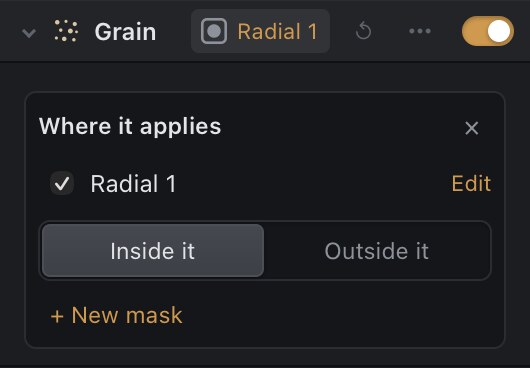 Grain Radial 1
Where it applies
Radial 1 Edit
Inside it Outside it
+ New mask